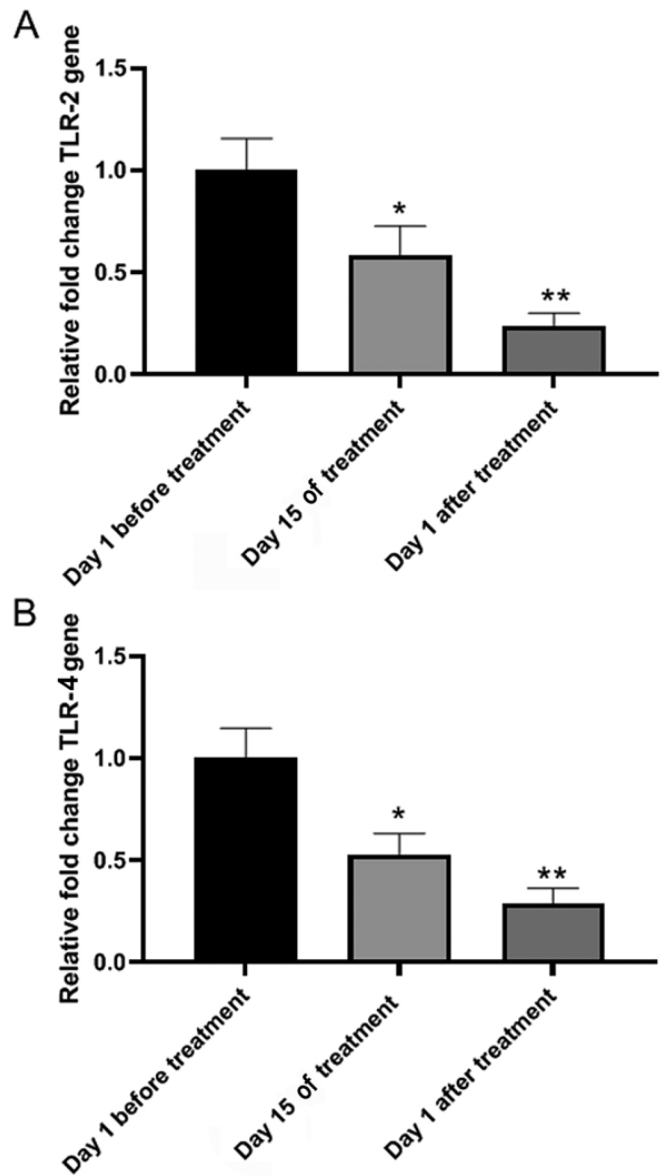 A
Relative fold change TLR-2 gene
1.5
1.0
0.5
0.0
*
**
Day 1 before treatment
Day 15 of treatment
Day 1 after treatment
B
Relative fold change TLR-4 gene
1.5
1.0
0.5
0.0
*
**
Day 1 before treatment
Day 15 of treatment
Day 1 after treatment